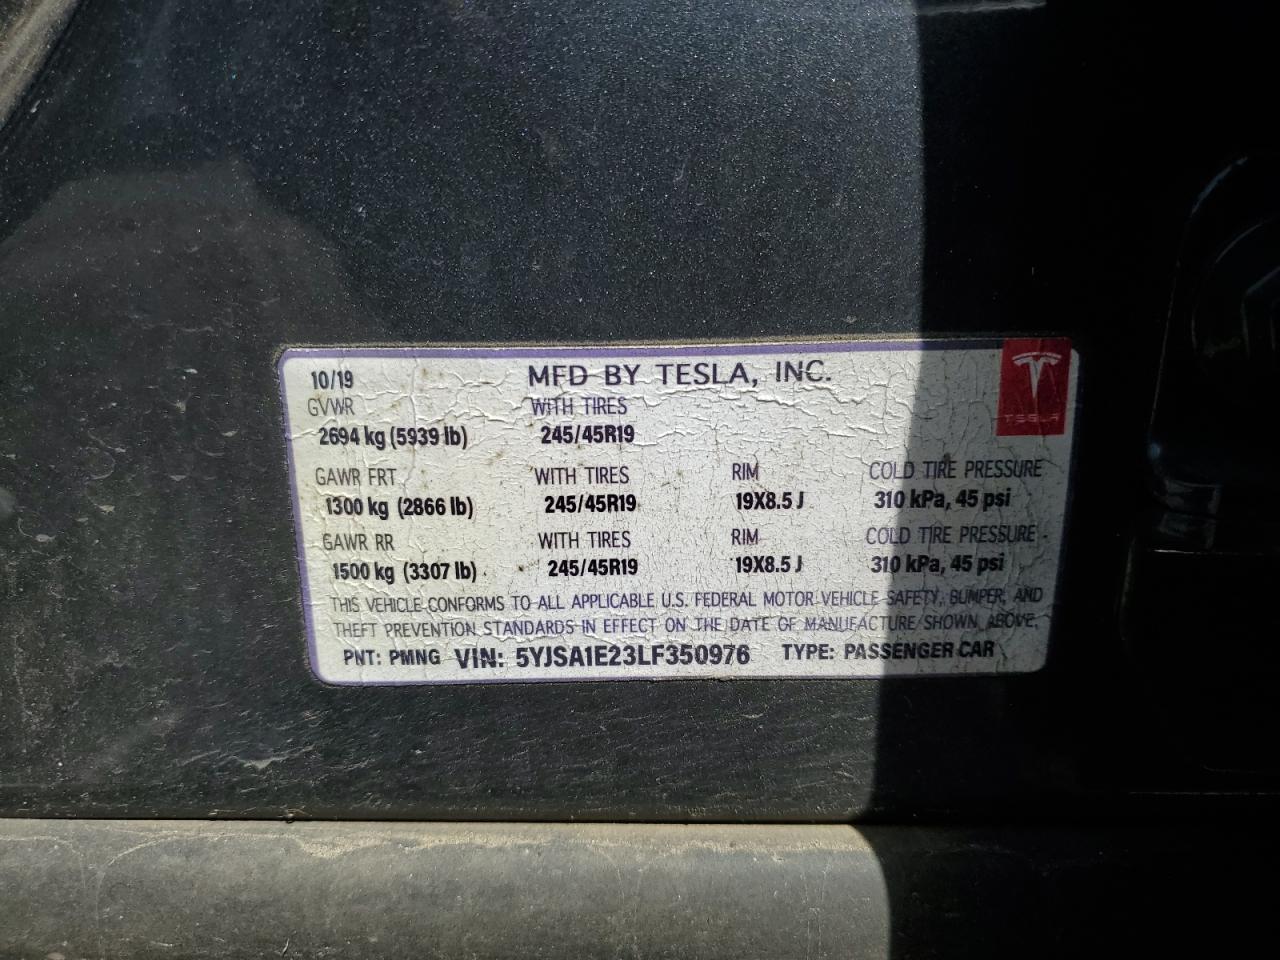 10/19 MFD BY TESLA, INC.
GVWR WITH TIRES
2694 kg (5939 lb) 245/45R19
TESLA
GAWR FRT WITH TIRES RIM COLD TIRE PRESSURE
1300 kg (2866 lb) 245/45R19 19X8.5 J 310 kPa, 45 psi
GAWR RR WITH TIRES RIM COLD TIRE PRESSURE
1500 kg (3307 lb) 245/45R19 19X8.5 J 310 kPa, 45 psi
THIS VEHICLE CONFORMS TO ALL APPLICABLE U.S. FEDERAL MOTOR VEHICLE SAFETY, BUMPER, AND
THEFT PREVENTION STANDARDS IN EFFECT ON THE DATE OF MANUFACTURE SHOWN ABOVE.
PNT: PMNG VIN: 5YJSA1E23LF350976 TYPE: PASSENGER CAR